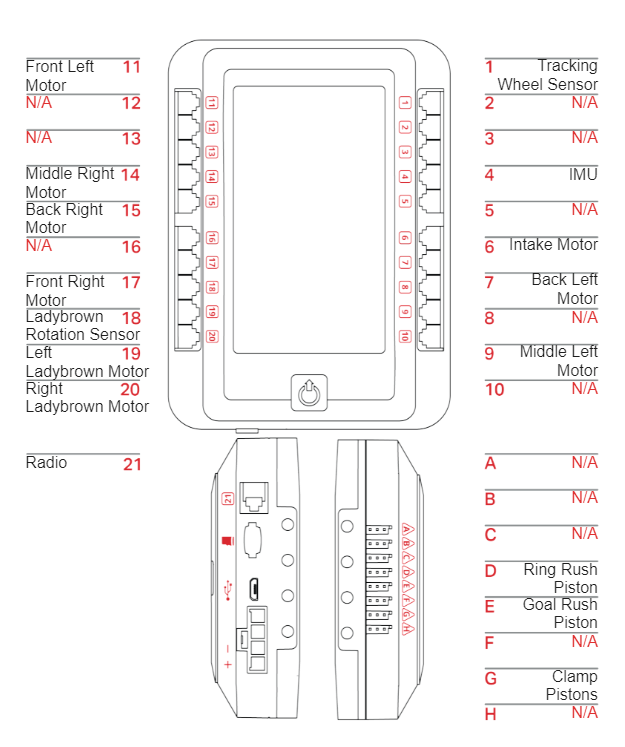 Front Left 11
Motor
N/A 12
N/A 13
Middle Right 14
Motor
Back Right 15
Motor
N/A 16
Front Right 17
Motor
Ladybrown 18
Rotation Sensor
Left 19
Ladybrown Motor
Right 20
Ladybrown Motor
Radio 21
11
12
13
14
15
16
17
18
19
20
1
2
3
4
5
6
7
8
9
10
1 Tracking
Wheel Sensor
2 N/A
3 N/A
4 IMU
5 N/A
6 Intake Motor
7 Back Left
Motor
8 N/A
9 Middle Left
Motor
10 N/A
21
− +
A
B
C
D
E
F
G
H
A N/A
B N/A
C N/A
D Ring Rush
Piston
E Goal Rush
Piston
F N/A
G Clamp
Pistons
H N/A